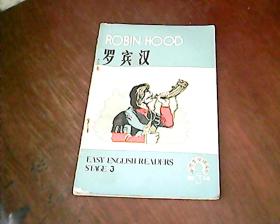 ROBIN HOOD
罗宾汉
EASY ENGLISH READERS
STAGE 3